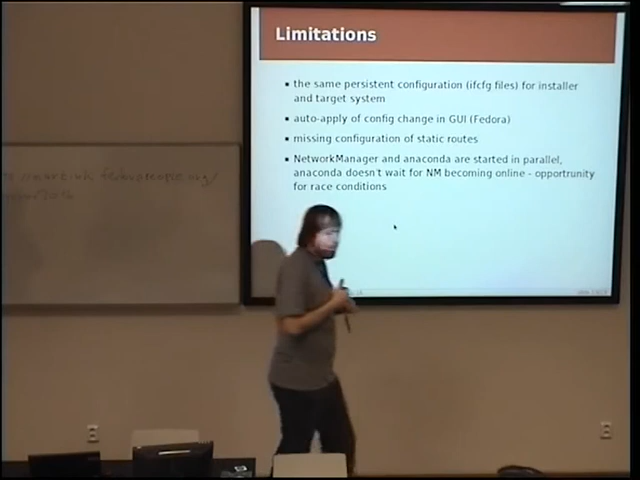 Limitations
the same persistent configuration (ifcfg files) for installer
and target system
auto-apply of config change in GUI (Fedora)
missing configuration of static routes
NetworkManager and anaconda are started in parallel,
anaconda doesn't wait for NM becoming online - opportunity
for race conditions